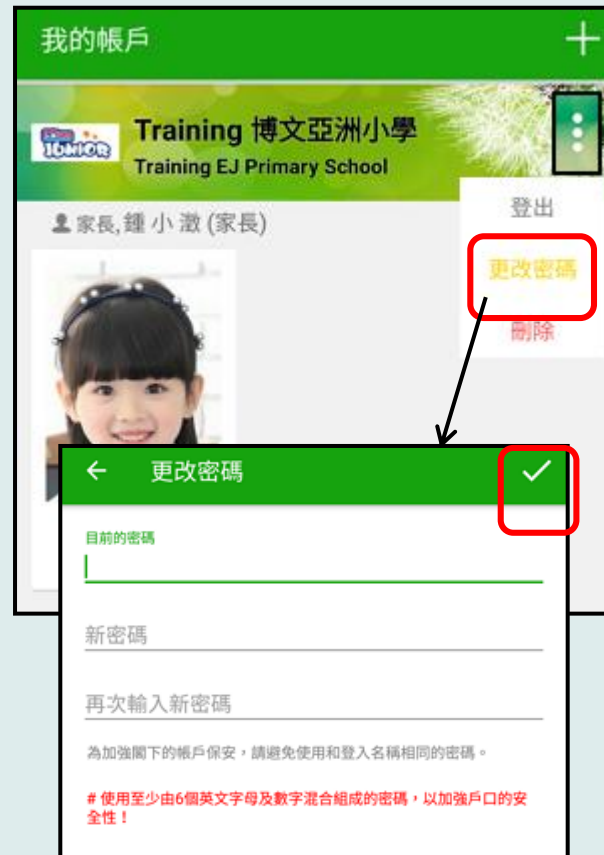 我的帳戶
JUNIOR
Training 博文亞洲小學
Training EJ Primary School
家長,鍾 小 澂 (家長)
登出
更改密碼
刪除
更改密碼
目前的密碼
新密碼
再次輸入新密碼
為加強閣下的帳戶保安，請避免使用和登入名稱相同的密碼。
# 使用至少由6個英文字母及數字混合組成的密碼，以加強戶口的安
全性！